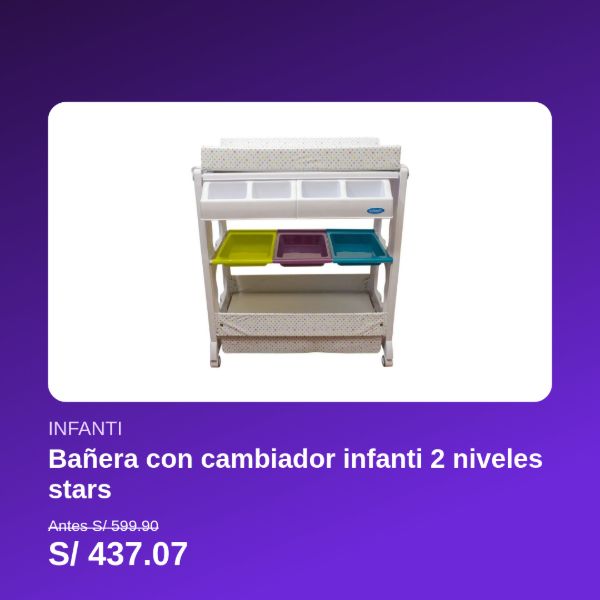 INFANTI
Bañera con cambiador infanti 2 niveles
stars
Antes S/ 599.90
S/ 437.07